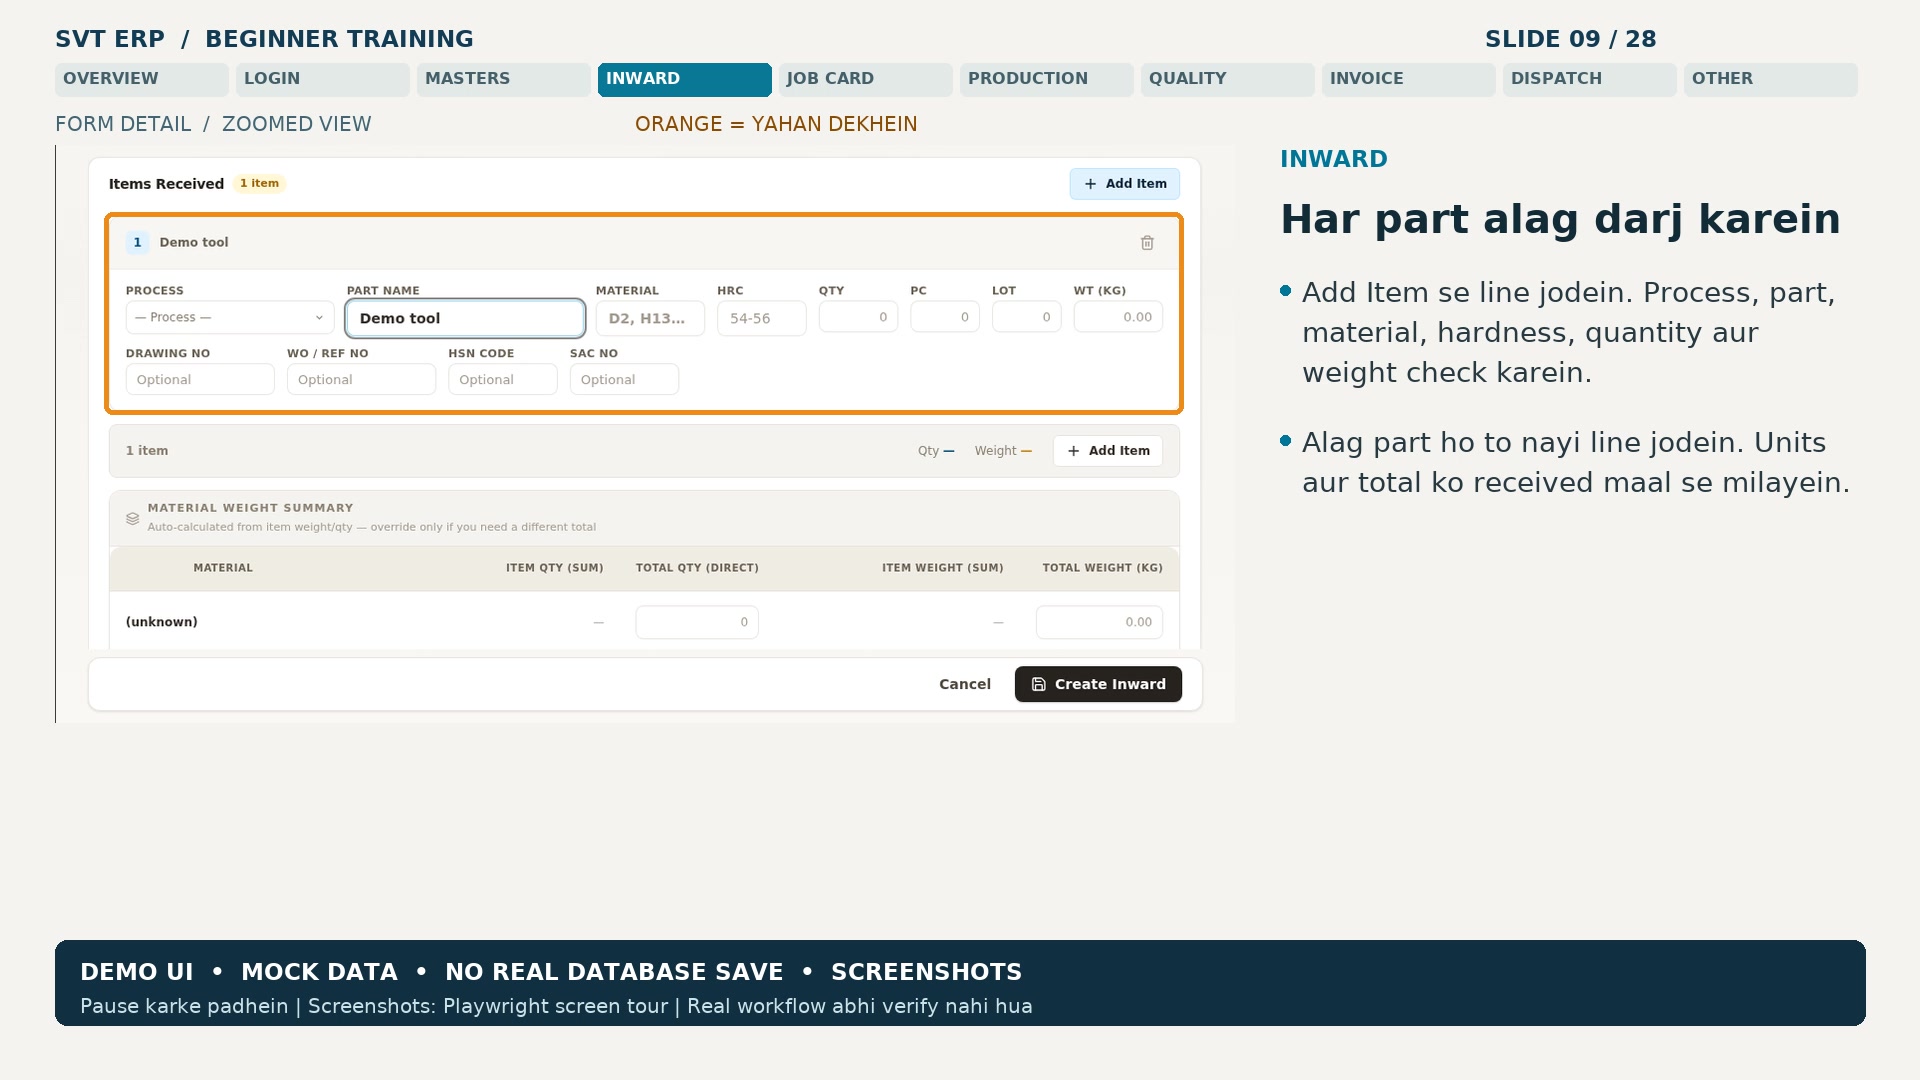 SVT ERP / BEGINNER TRAINING
SLIDE 09 / 28
OVERVIEW
LOGIN
MASTERS
INWARD
JOB CARD
PRODUCTION
QUALITY
INVOICE
DISPATCH
OTHER
FORM DETAIL / ZOOMED VIEW
ORANGE = YAHAN DEKHEIN
Items Received 1 item
+ Add Item
1 Demo tool
PROCESS
PART NAME
MATERIAL
HRC
QTY
PC
LOT
WT (KG)
— Process —
Demo tool
D2, H13...
54-56
0
0
0
0.00
DRAWING NO
WO / REF NO
HSN CODE
SAC NO
Optional
Optional
Optional
Optional
1 item
Qty —
Weight —
+ Add Item
MATERIAL WEIGHT SUMMARY
Auto-calculated from item weight/qty — override only if you need a different total
MATERIAL
ITEM QTY (SUM)
TOTAL QTY (DIRECT)
ITEM WEIGHT (SUM)
TOTAL WEIGHT (KG)
(unknown)
—
0
—
0.00
Cancel
Create Inward
INWARD
Har part alag darj karein
• Add Item se line jodein. Process, part,
material, hardness, quantity aur
weight check karein.
• Alag part ho to nayi line jodein. Units
aur total ko received maal se milayein.
DEMO UI • MOCK DATA • NO REAL DATABASE SAVE • SCREENSHOTS
Pause karke padhein | Screenshots: Playwright screen tour | Real workflow abhi verify nahi hua